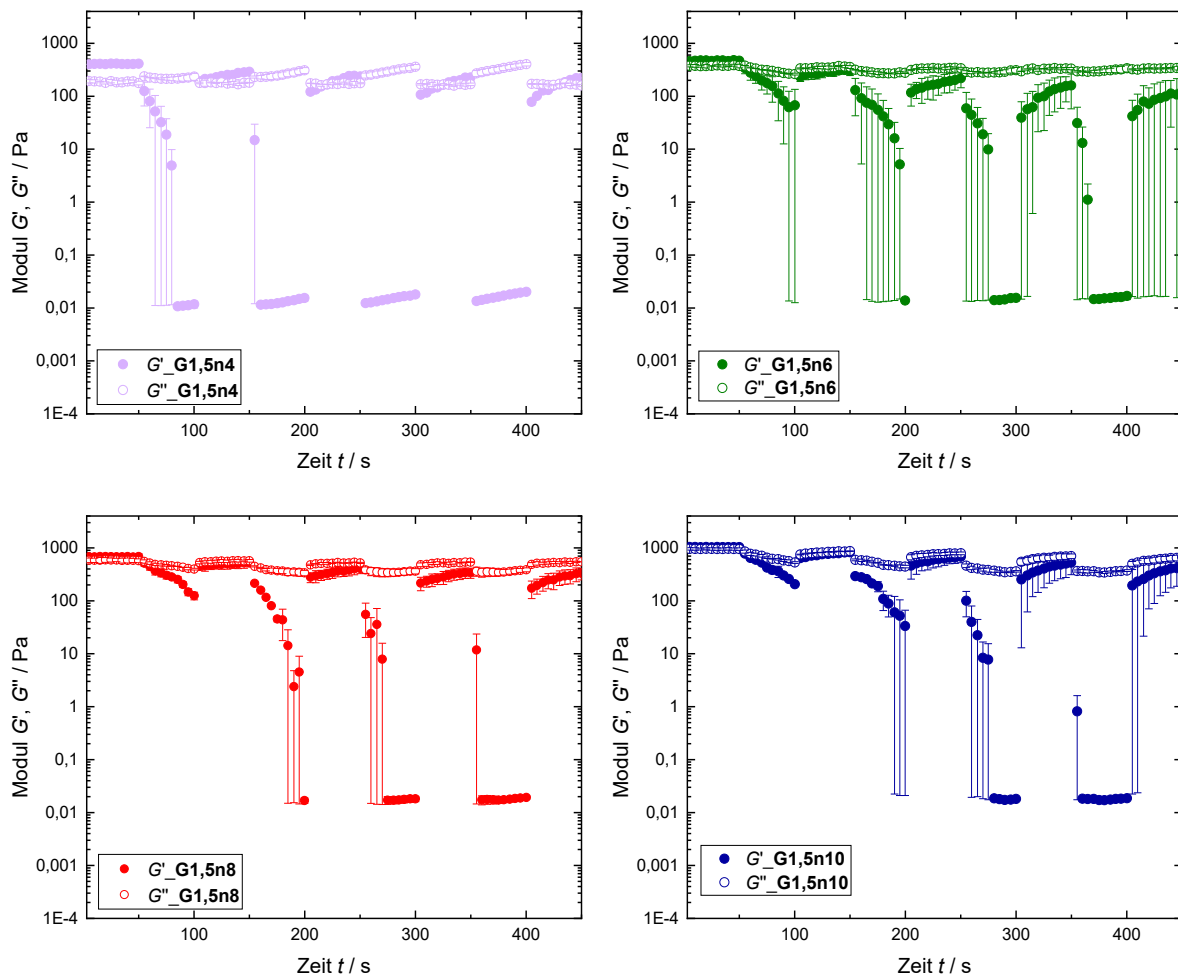 1000
100
10
1
0,1
0,01
0,001
1E-4
Modul G', G'' / Pa
G'_G1,5n4
G''_G1,5n4
100
200
300
400
Zeit t / s
1000
100
10
1
0,1
0,01
0,001
1E-4
Modul G', G'' / Pa
G'_G1,5n6
G''_G1,5n6
100
200
300
400
Zeit t / s
1000
100
10
1
0,1
0,01
0,001
1E-4
Modul G', G'' / Pa
G'_G1,5n8
G''_G1,5n8
100
200
300
400
Zeit t / s
1000
100
10
1
0,1
0,01
0,001
1E-4
Modul G', G'' / Pa
G'_G1,5n10
G''_G1,5n10
100
200
300
400
Zeit t / s